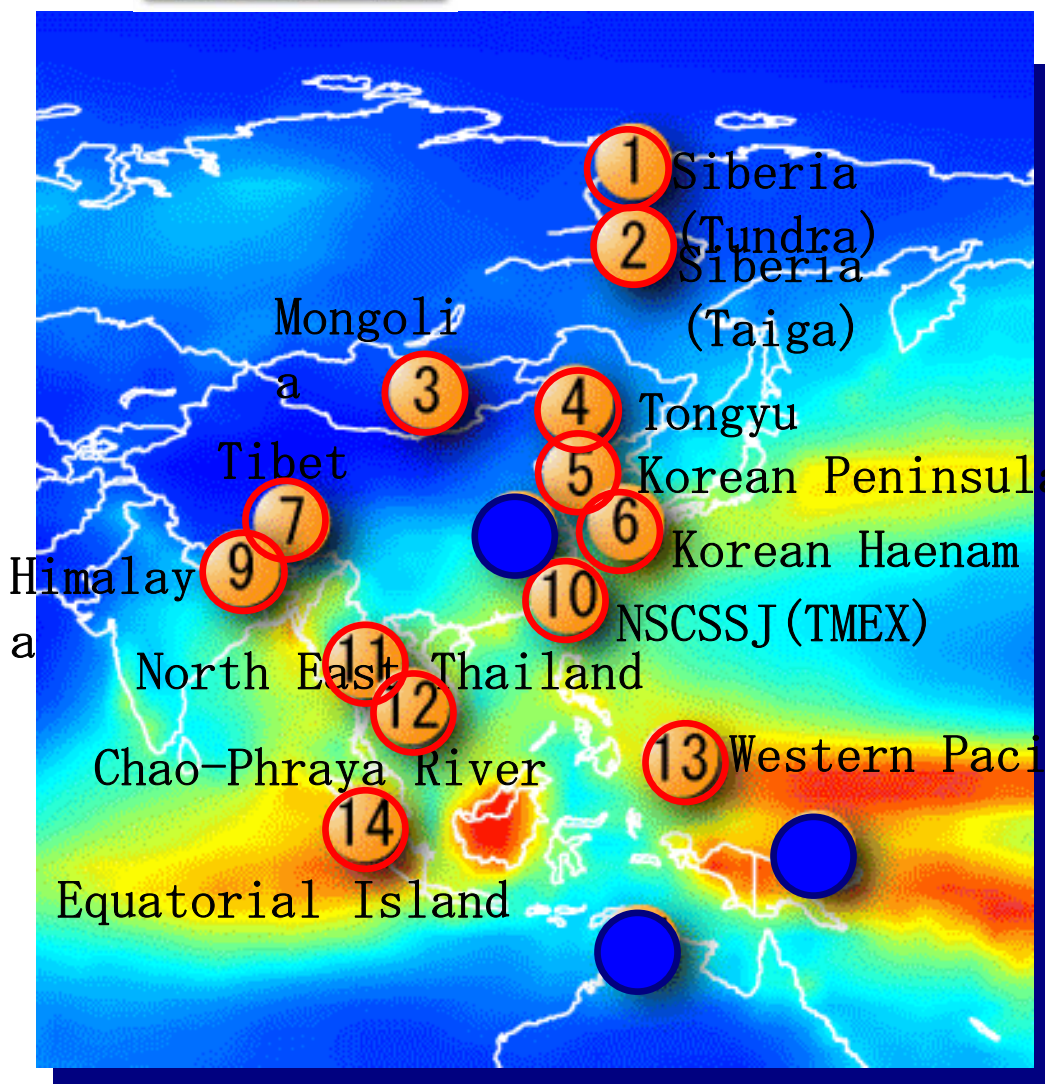 1
Siberia
(Tundra)
2
Siberia
(Taiga)
Mongoli
a
3
4
Tongyu
Tibet
5
Korean Peninsula
7
6
Korean Haenam
9
Himalay
a
10
NSCSSJ(TMEX)
11
North East Thailand
12
Chao-Phraya River
13
Western Paci
14
Equatorial Island